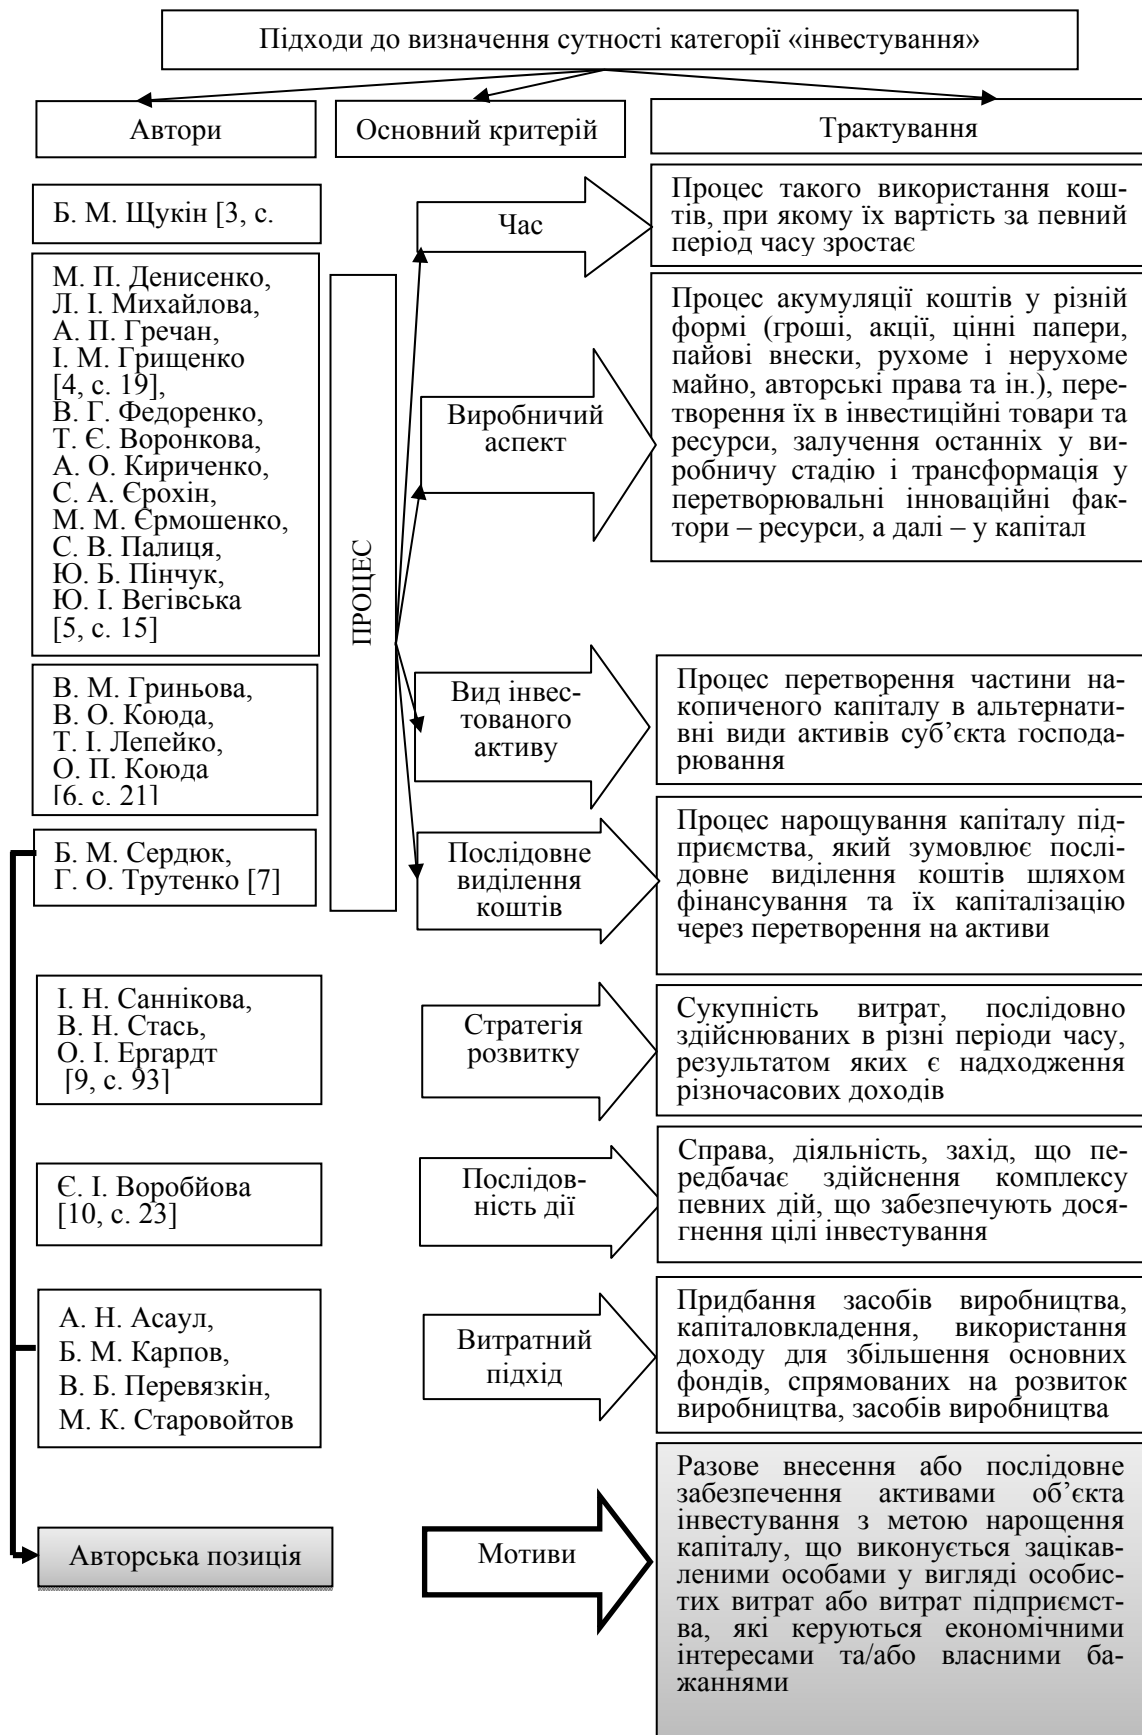 Підходи до визначення сутності категорії «інвестування»
Автори
Основний критерій
Трактування
Б. М. Щукін [3, с.
Час
Процес такого використання кош-
тів, при якому їх вартість за певний
період часу зростає
М. П. Денисенко,
Л. І. Михайлова,
А. П. Гречан,
І. М. Грищенко
[4, с. 19],
В. Г. Федоренко,
Т. Є. Воронкова,
А. О. Кириченко,
С. А. Єрохін,
М. М. Єрмошенко,
С. В. Палиця,
Ю. Б. Пінчук,
Ю. І. Вегівська
[5, с. 15]
ПРОЦЕС
Виробничий
аспект
Процес акумуляції коштів у різній
формі (гроші, акції, цінні папери,
пайові внески, рухоме і нерухоме
майно, авторські права та ін.), пере-
творення їх в інвестиційні товари та
ресурси, залучення останніх у ви-
робничу стадію і трансформація у
перетворювальні інноваційні фак-
тори – ресурси, а далі – у капітал
В. М. Гриньова,
В. О. Коюда,
Т. І. Лепейко,
О. П. Коюда
[6, с. 21]
Вид інвес-
тованого
активу
Процес перетворення частини на-
копиченого капіталу в альтернати-
вні види активів суб’єкта господа-
рювання
Б. М. Сердюк,
Г. О. Трутенко [7]
Послідовне
виділення
коштів
Процес нарощування капіталу під-
приємства, який зумовлює послі-
довне виділення коштів шляхом
фінансування та їх капіталізацію
через перетворення на активи
І. Н. Саннікова,
В. Н. Стась,
О. І. Ергардт
[9, с. 93]
Стратегія
розвитку
Сукупність витрат, послідовно
здійснюваних в різні періоди часу,
результатом яких є надходження
різночасових доходів
Є. І. Воробйова
[10, с. 23]
Послідов-
ність дії
Справа, діяльність, захід, що пе-
редбачає здійснення комплексу
певних дій, що забезпечують дося-
гнення цілі інвестування
А. Н. Асаул,
Б. М. Карпов,
В. Б. Перевязкін,
М. К. Старовойтов
Витратний
підхід
Придбання засобів виробництва,
капіталовкладення, використання
доходу для збільшення основних
фондів, спрямованих на розвиток
виробництва, засобів виробництва
Авторська позиція
Мотиви
Разове внесення або послідовне
забезпечення активами об’єкта
інвестування з метою нарощення
капіталу, що виконується зацікав-
леними особами у вигляді особис-
тих витрат або витрат підприємст-
ва, які керуються економічними
інтересами та/або власними ба-
жаннями